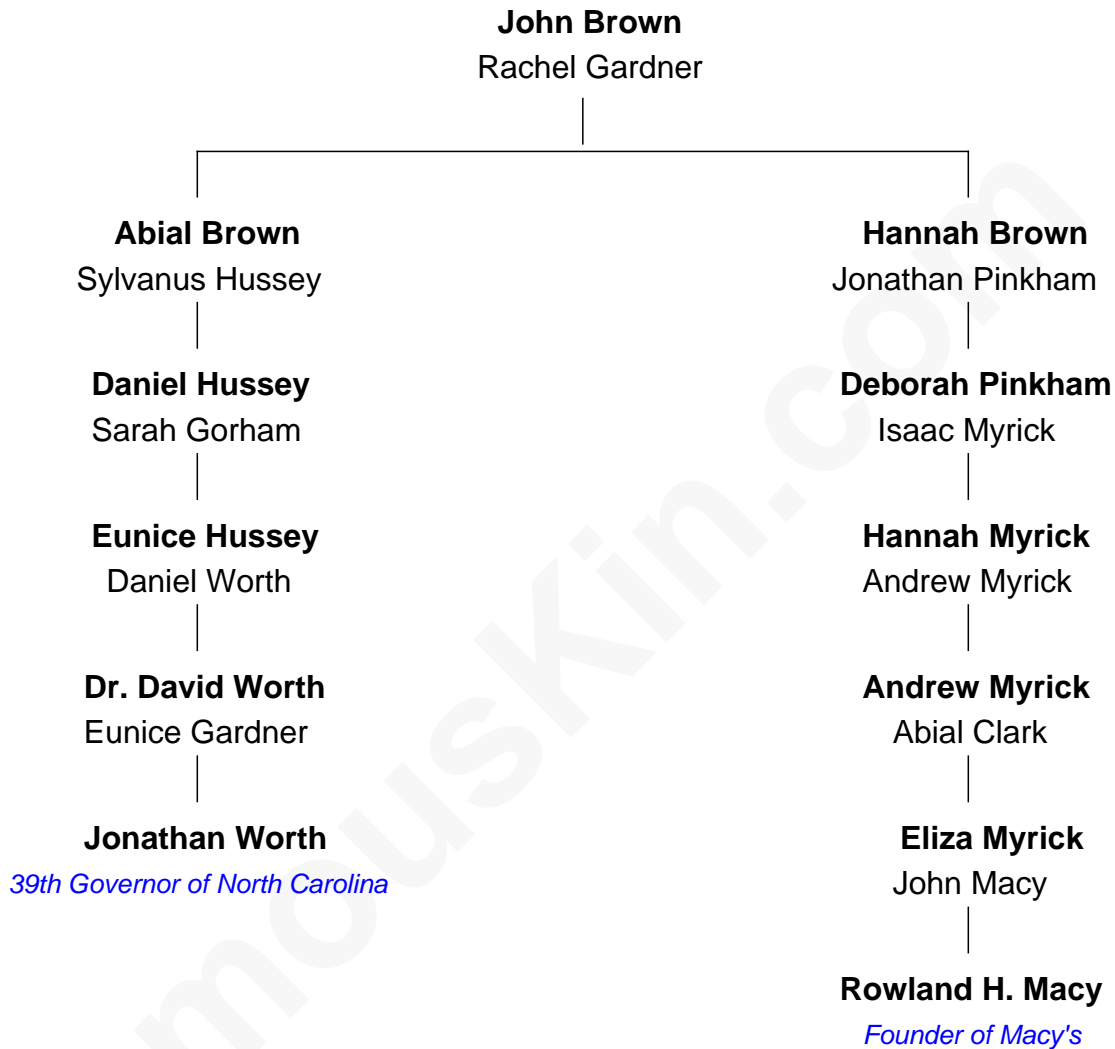 John Brown
Rachel Gardner
Abial Brown
Sylvanus Hussey
Hannah Brown
Jonathan Pinkham
Daniel Hussey
Sarah Gorham
Deborah Pinkham
Isaac Myrick
Eunice Hussey
Daniel Worth
Hannah Myrick
Andrew Myrick
Dr. David Worth
Eunice Gardner
Andrew Myrick
Abial Clark
Jonathan Worth
39th Governor of North Carolina
Eliza Myrick
John Macy
Rowland H. Macy
Founder of Macy's
mouskin.com